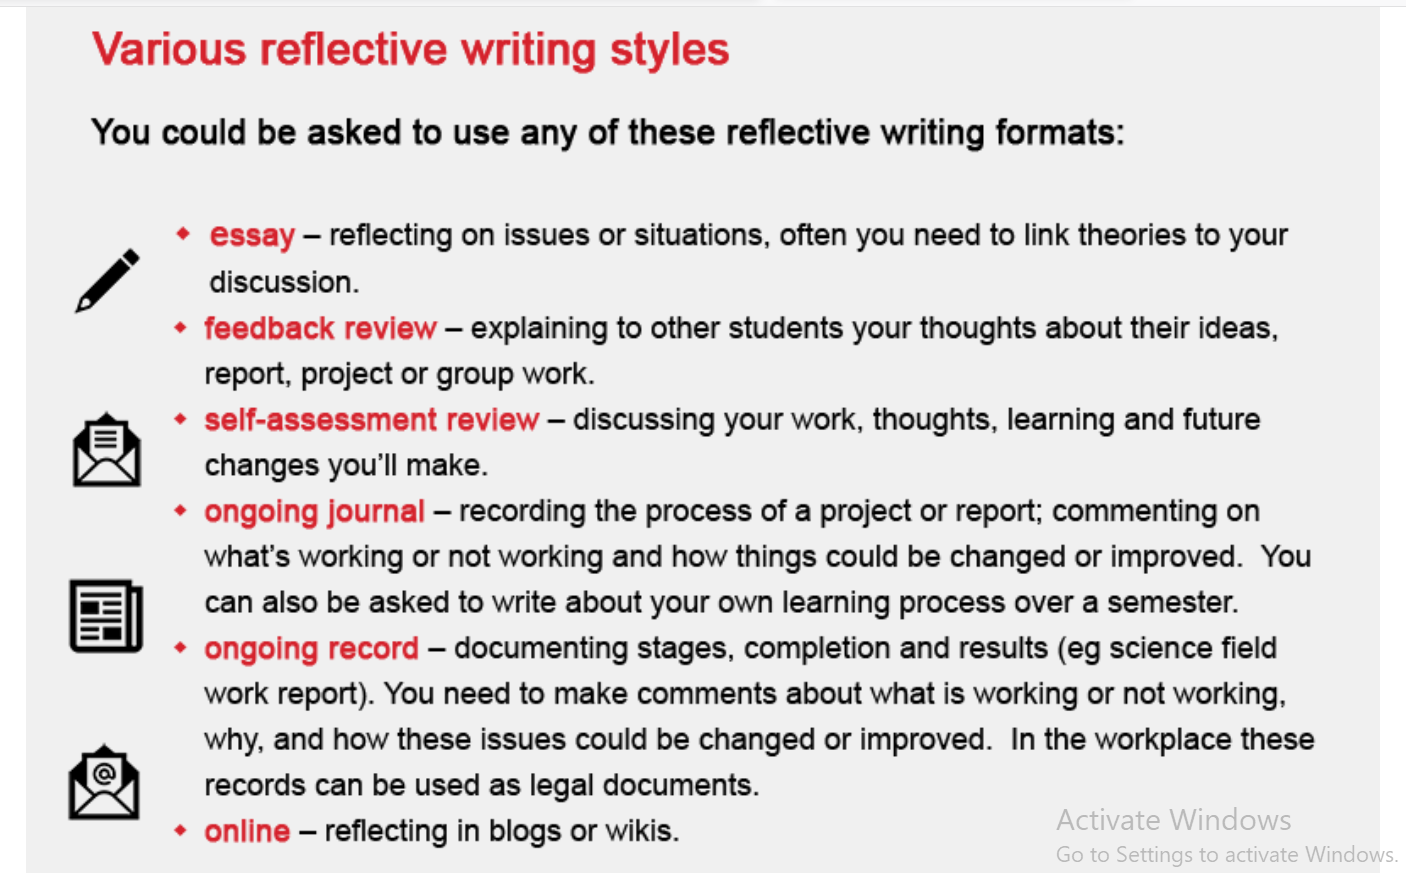 Various reflective writing styles
You could be asked to use any of these reflective writing formats:
essay – reflecting on issues or situations, often you need to link theories to your
discussion.
feedback review – explaining to other students your thoughts about their ideas,
report, project or group work.
self-assessment review – discussing your work, thoughts, learning and future
changes you’ll make.
ongoing journal – recording the process of a project or report; commenting on
what’s working or not working and how things could be changed or improved.  You
can also be asked to write about your own learning process over a semester.
ongoing record – documenting stages, completion and results (eg science field
work report). You need to make comments about what is working or not working,
why, and how these issues could be changed or improved.  In the workplace these
records can be used as legal documents.
online – reflecting in blogs or wikis.
@
Activate Windows
Go to Settings to activate Windows.